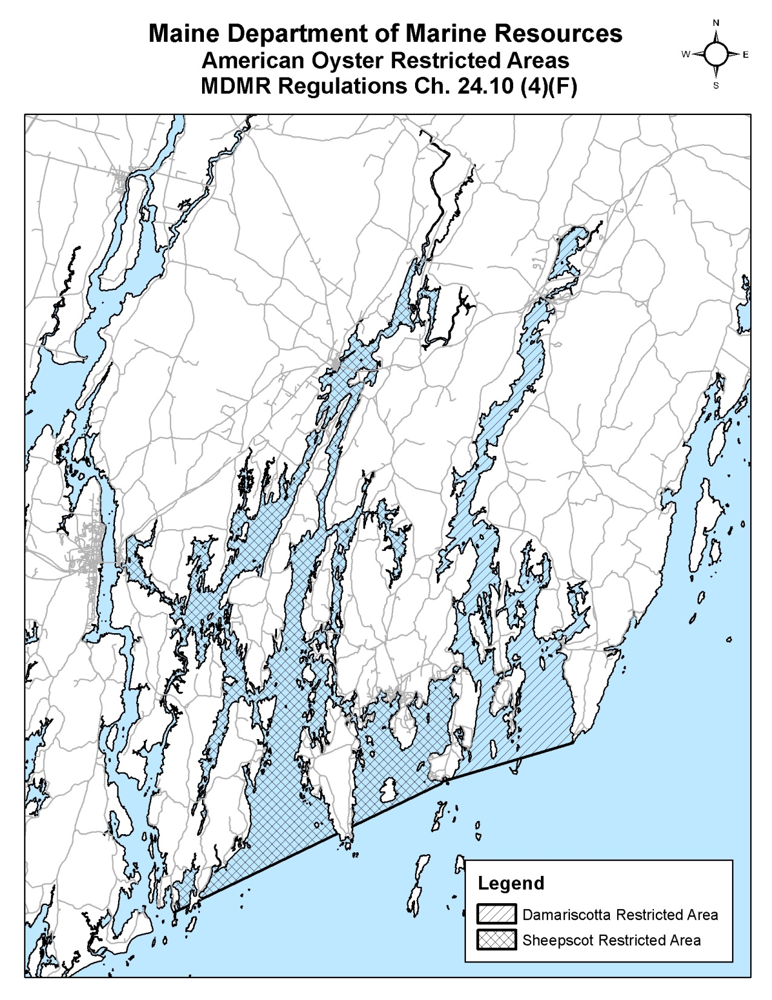 Maine Department of Marine Resources
American Oyster Restricted Areas
MDMR Regulations Ch. 24.10 (4)(F)
N
W E
S
Legend
Damariscotta Restricted Area
Sheepscot Restricted Area